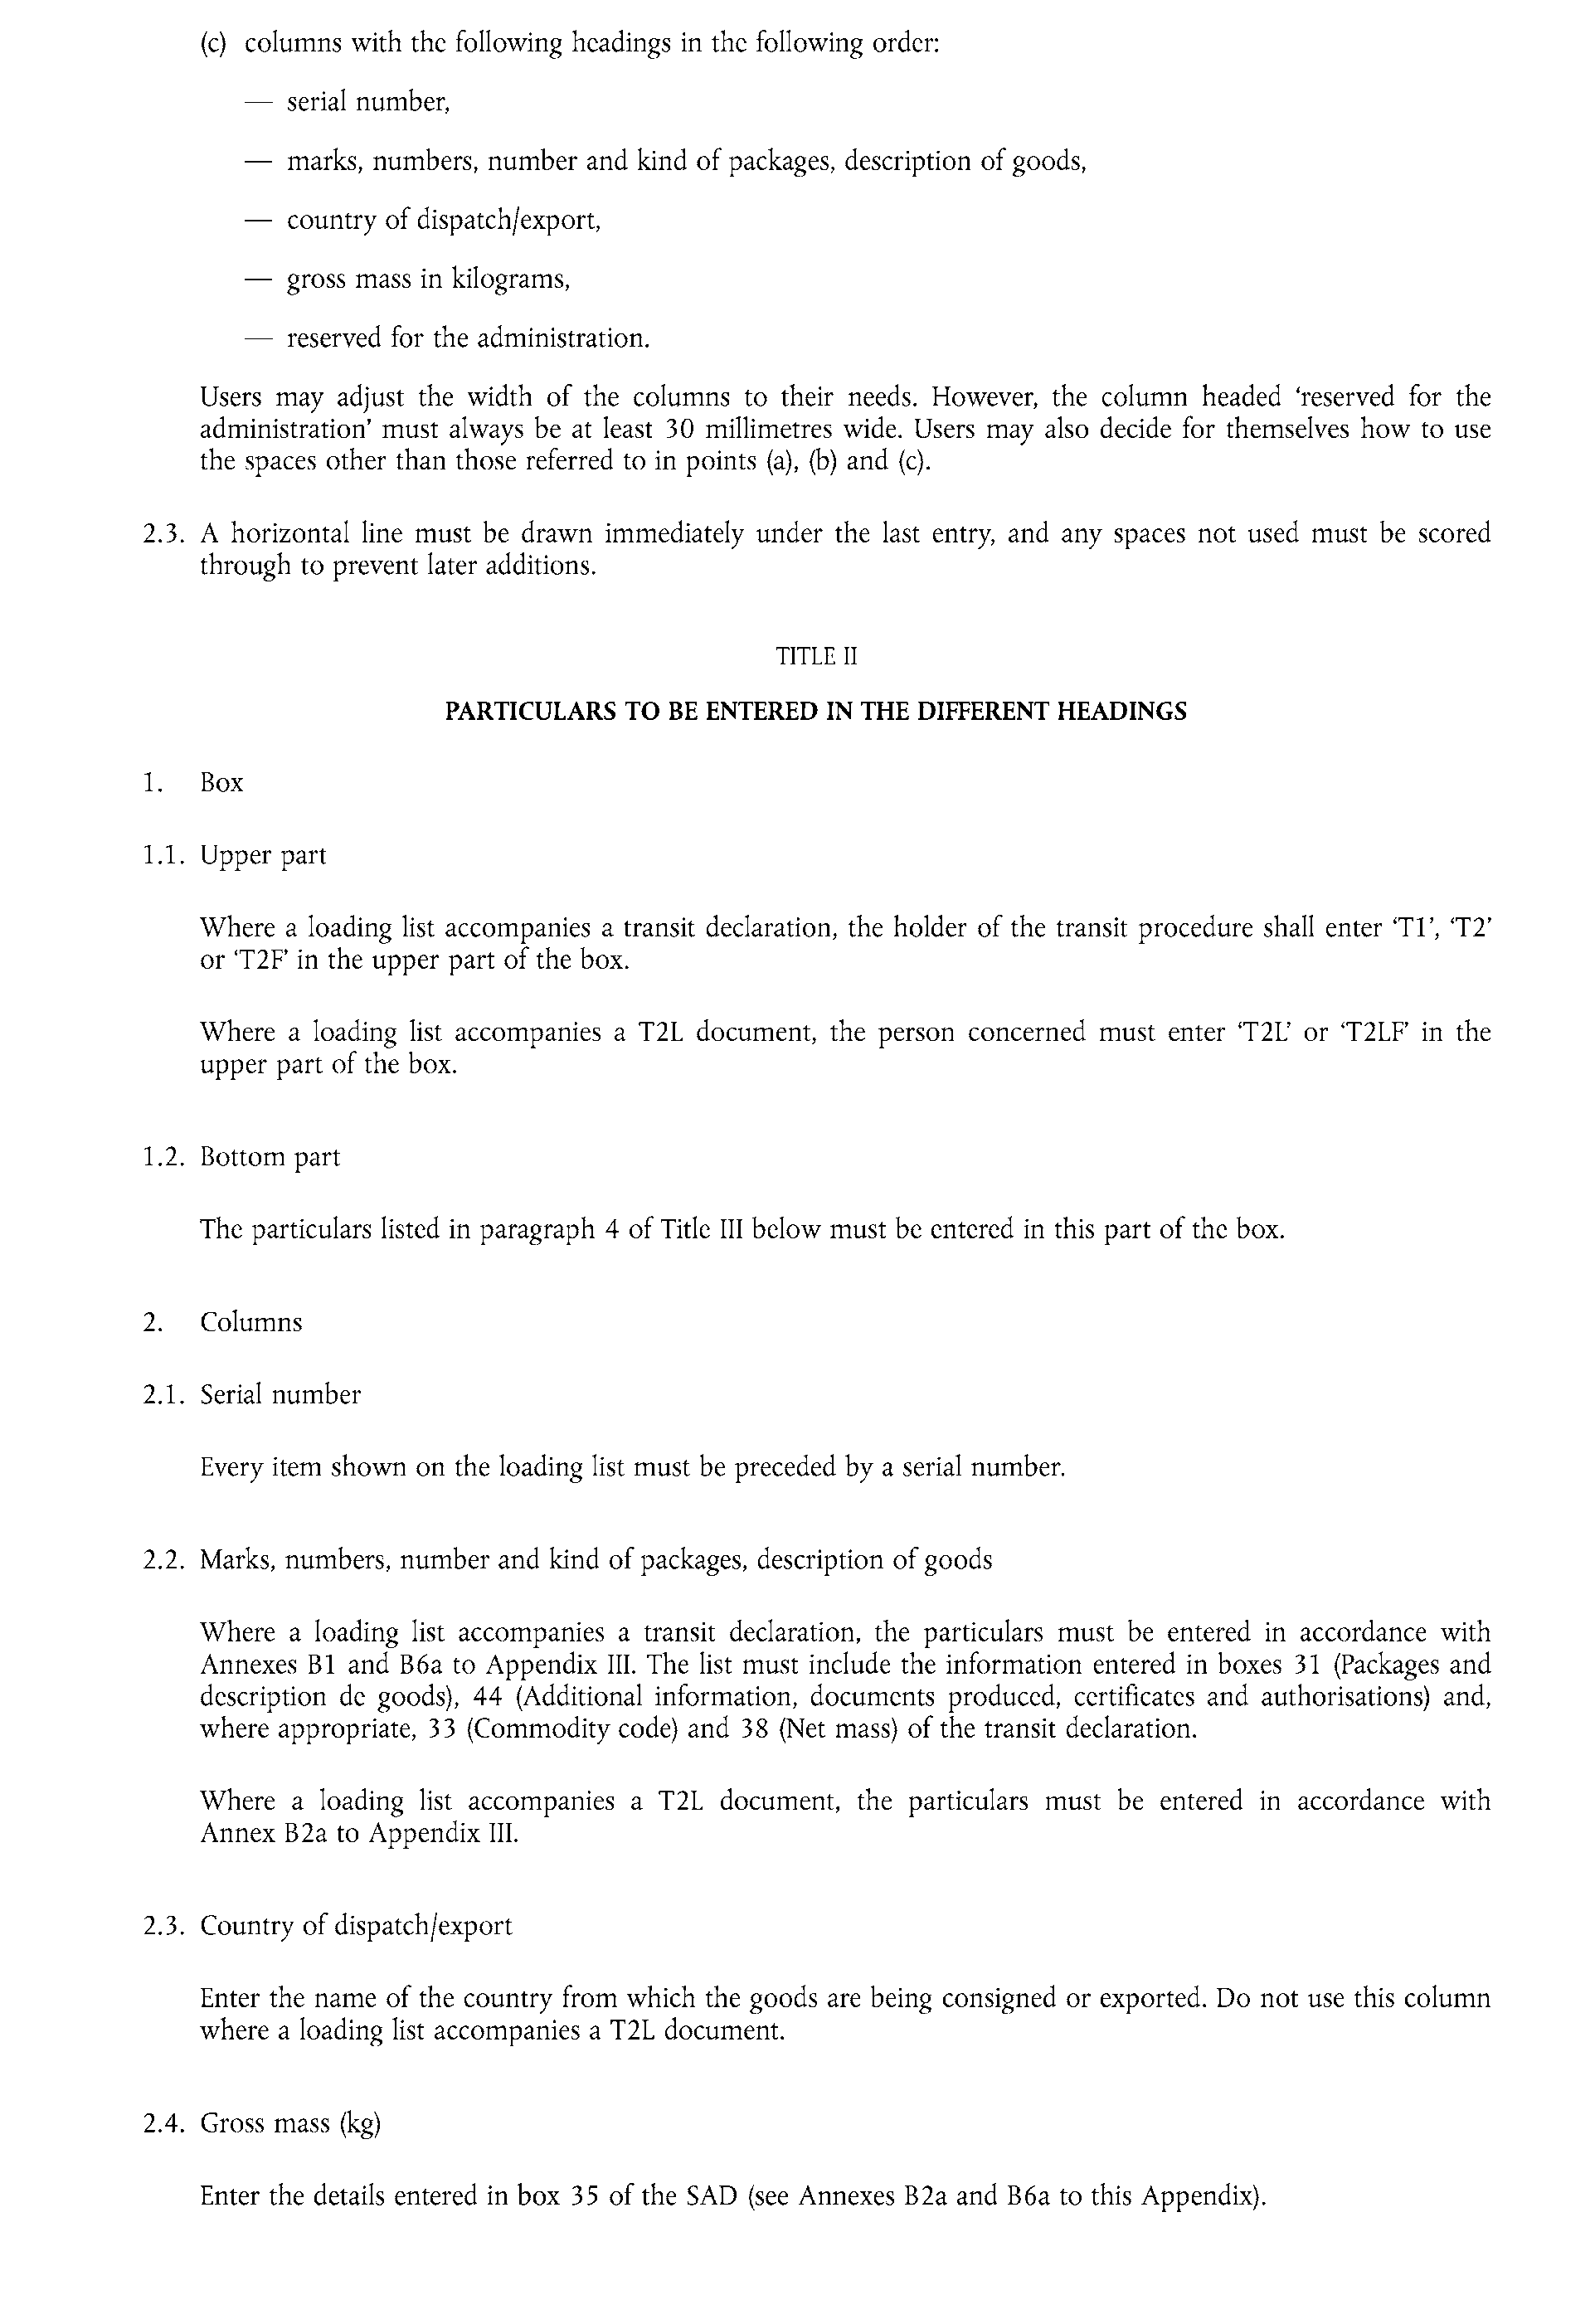 (c) columns with the following headings in the following order:
— serial number,
— marks, numbers, number and kind of packages, description of goods,
— country of dispatch/export,
— gross mass in kilograms,
— reserved for the administration.
Users may adjust the width of the columns to their needs. However, the column headed ‘reserved for the
administration’ must always be at least 30 millimetres wide. Users may also decide for themselves how to use
the spaces other than those referred to in points (a), (b) and (c).
2.3. A horizontal line must be drawn immediately under the last entry, and any spaces not used must be scored
through to prevent later additions.
TITLE II
PARTICULARS TO BE ENTERED IN THE DIFFERENT HEADINGS
1. Box
1.1. Upper part
Where a loading list accompanies a transit declaration, the holder of the transit procedure shall enter ‘T1’, ‘T2’
or ‘T2F’ in the upper part of the box.
Where a loading list accompanies a T2L document, the person concerned must enter ‘T2L’ or ‘T2LF’ in the
upper part of the box.
1.2. Bottom part
The particulars listed in paragraph 4 of Title III below must be entered in this part of the box.
2. Columns
2.1. Serial number
Every item shown on the loading list must be preceded by a serial number.
2.2. Marks, numbers, number and kind of packages, description of goods
Where a loading list accompanies a transit declaration, the particulars must be entered in accordance with
Annexes B1 and B6a to Appendix III. The list must include the information entered in boxes 31 (Packages and
description de goods), 44 (Additional information, documents produced, certificates and authorisations) and,
where appropriate, 33 (Commodity code) and 38 (Net mass) of the transit declaration.
Where a loading list accompanies a T2L document, the particulars must be entered in accordance with
Annex B2a to Appendix III.
2.3. Country of dispatch/export
Enter the name of the country from which the goods are being consigned or exported. Do not use this column
where a loading list accompanies a T2L document.
2.4. Gross mass (kg)
Enter the details entered in box 35 of the SAD (see Annexes B2a and B6a to this Appendix).